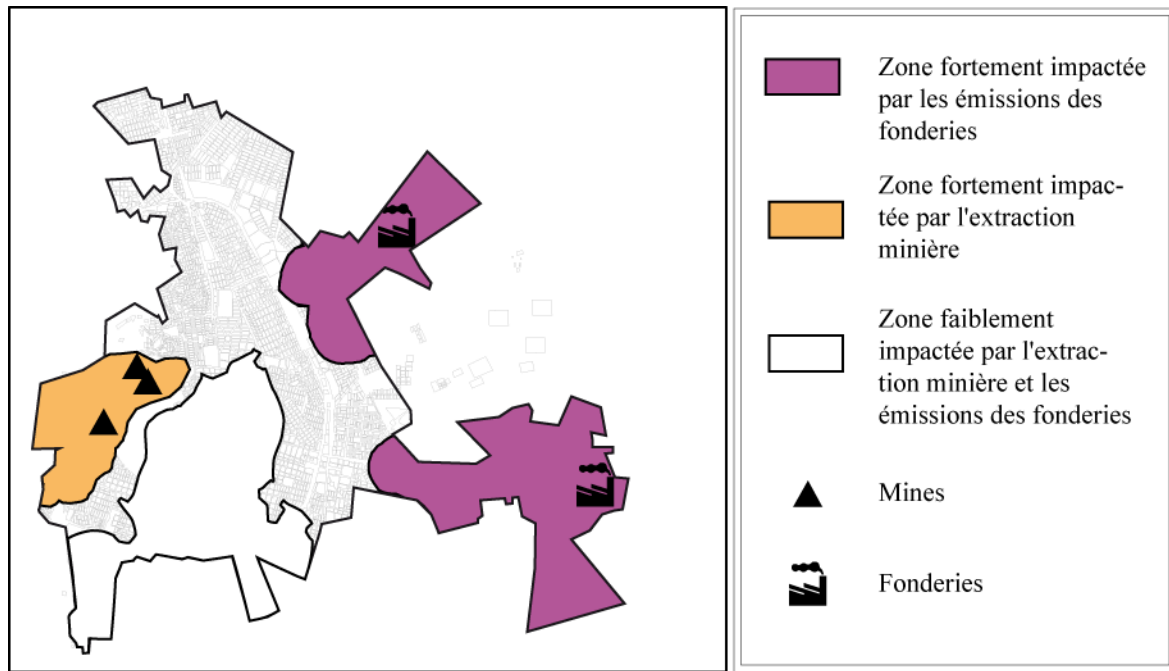 Zone fortement impactée
par les émissions des
fonderies
Zone fortement impac-
tée par l'extraction
minière
Zone faiblement
impactée par l'extrac-
tion minière et les
émissions des fonderies
Mines
Fonderies